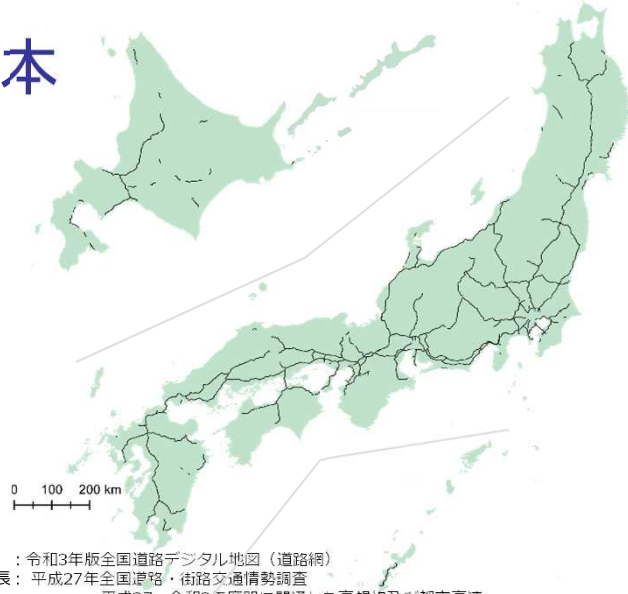 本
0 100 200 km
：令和3年版全国道路デジタル地図（道路網）
長： 平成27年全国道路・街路交通情勢調査